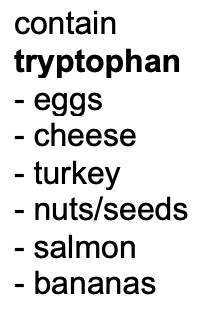 contain
tryptophan
- eggs
- cheese
- turkey
- nuts/seeds
- salmon
- bananas